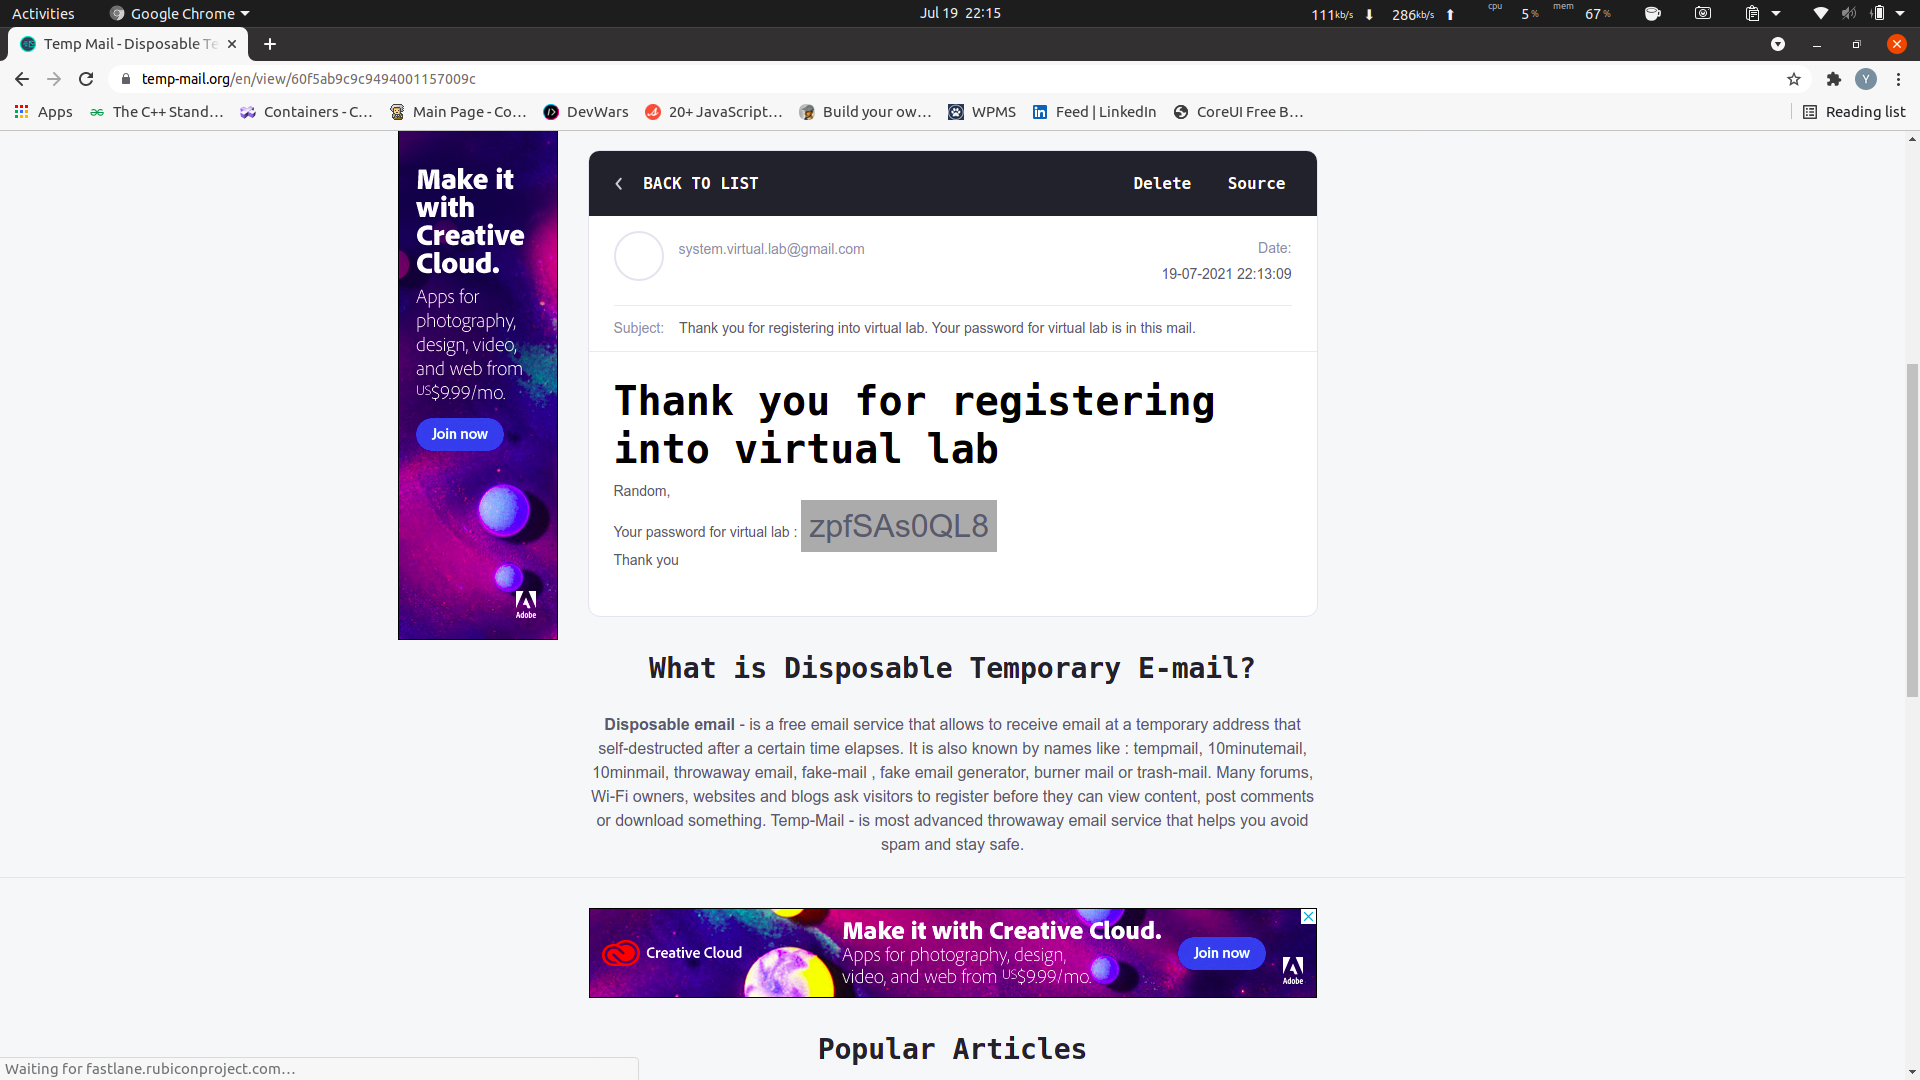 Activities
Google Chrome
Jul 19 22:15
111kb/s 286kb/s cpu 5% mem 67%
Temp Mail - Disposable Te
temp-mail.org/en/view/60f5ab9c9c9494001157009c
Y
Apps
The C++ Stand…
Containers - C…
Main Page - Co…
DevWars
20+ JavaScript…
Build your ow…
WPMS
Feed | LinkedIn
CoreUI Free B…
Reading list
Make it
with
Creative
Cloud.
Apps for
photography,
design, video,
and web from
US$9.99/mo.
Join now
Adobe
BACK TO LIST
Delete
Source
system.virtual.lab@gmail.com
Date:
19-07-2021 22:13:09
Subject: Thank you for registering into virtual lab. Your password for virtual lab is in this mail.
Thank you for registering
into virtual lab
Random,
Your password for virtual lab : zpfSAs0QL8
Thank you
What is Disposable Temporary E-mail?
Disposable email - is a free email service that allows to receive email at a temporary address that
self-destructed after a certain time elapses. It is also known by names like : tempmail, 10minutemail,
10minmail, throwaway email, fake-mail , fake email generator, burner mail or trash-mail. Many forums,
Wi-Fi owners, websites and blogs ask visitors to register before they can view content, post comments
or download something. Temp-Mail - is most advanced throwaway email service that helps you avoid
spam and stay safe.
Creative Cloud
Make it with Creative Cloud.
Apps for photography, design,
video, and web from US$9.99/mo.
Join now
Adobe
Popular Articles
Waiting for fastlane.rubiconproject.com…